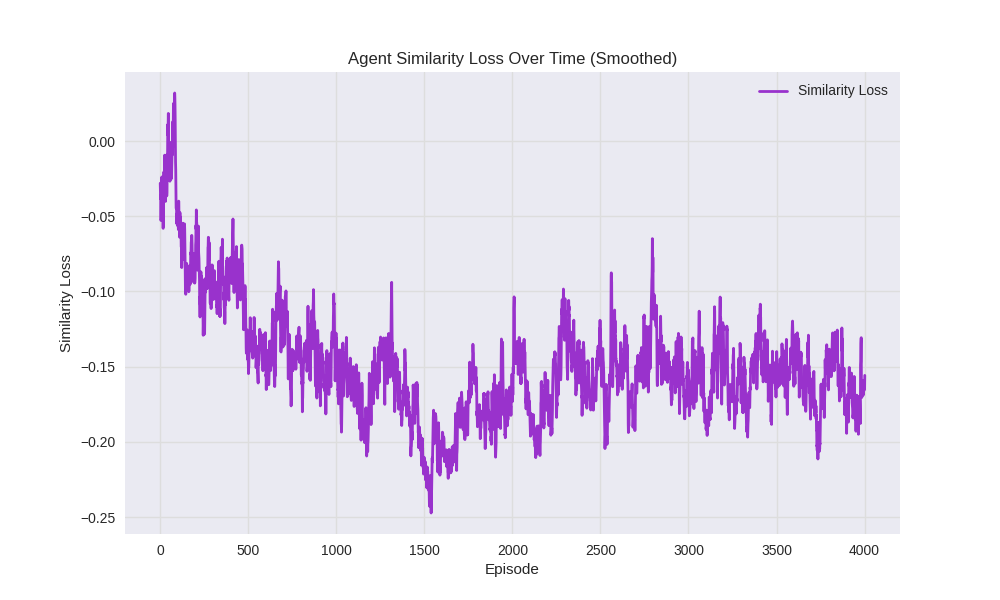 Agent Similarity Loss Over Time (Smoothed)
Similarity Loss
0.00
−0.05
−0.10
−0.15
−0.20
−0.25
Similarity Loss
0 500 1000 1500 2000 2500 3000 3500 4000
Episode